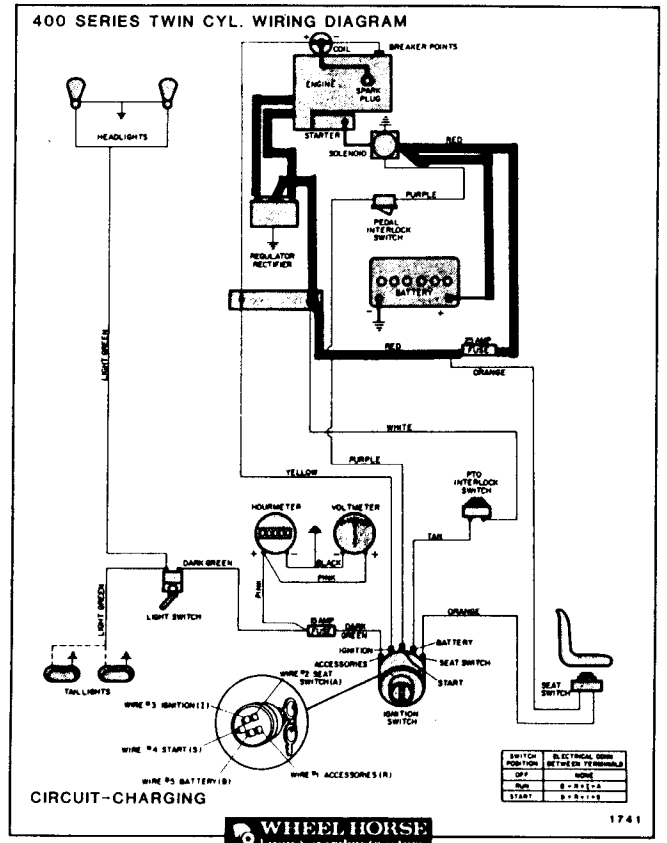 400 SERIES TWIN CYL. WIRING DIAGRAM
+ -
COIL
BREAKER POINTS
ENGINE
SPARK
PLUG
HEADLIGHTS
STARTER
SOLENOID
RED
PURPLE
PEDAL
INTERLOCK
SWITCH
REGULATOR
RECTIFIER
BATTERY
- +
LIGHT GREEN
RED
AMP
FUSE
ORANGE
WHITE
PURPLE
YELLOW
PTO
INTERLOCK
SWITCH
HOURMETER
VOLTMETER
+ - - +
BLACK
PINK
TAN
DARK GREEN
PINK
LIGHT GREEN
LIGHT SWITCH
AMP
FUSE
DARK
GREEN
ORANGE
IGNITION
BATTERY
ACCESSORIES
SEAT SWITCH
START
IGNITION
SWITCH
SEAT
SWITCH
TAIL LIGHTS
WIRE #2 SEAT
SWITCH (A)
WIRE #3 IGNITION (I)
WIRE #4 START (S)
WIRE #5 BATTERY (B)
WIRE #1 ACCESSORIES (R)
SWITCH POSITION ELECTRICAL CONN BETWEEN TERMINALS
OFF NONE
RUN B+R+I+A
START B+R+I+S
CIRCUIT-CHARGING
1741
WHEEL HORSE